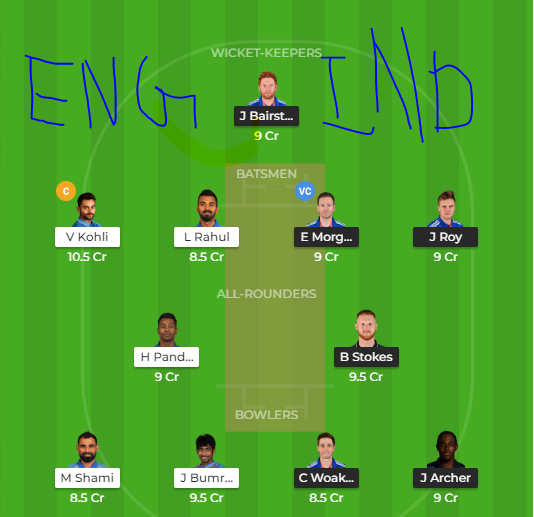 WICKET-KEEPERS
ENG IND
J Bairst...
9 Cr
BATSMEN
C VC
V Kohli L Rahul E Morg... J Roy
10.5 Cr 8.5 Cr 9 Cr 9 Cr
ALL-ROUNDERS
H Pand... B Stokes
9 Cr 9.5 Cr
BOWLERS
M Shami J Bumr... C Woak... J Archer
8.5 Cr 9.5 Cr 8.5 Cr 9 Cr